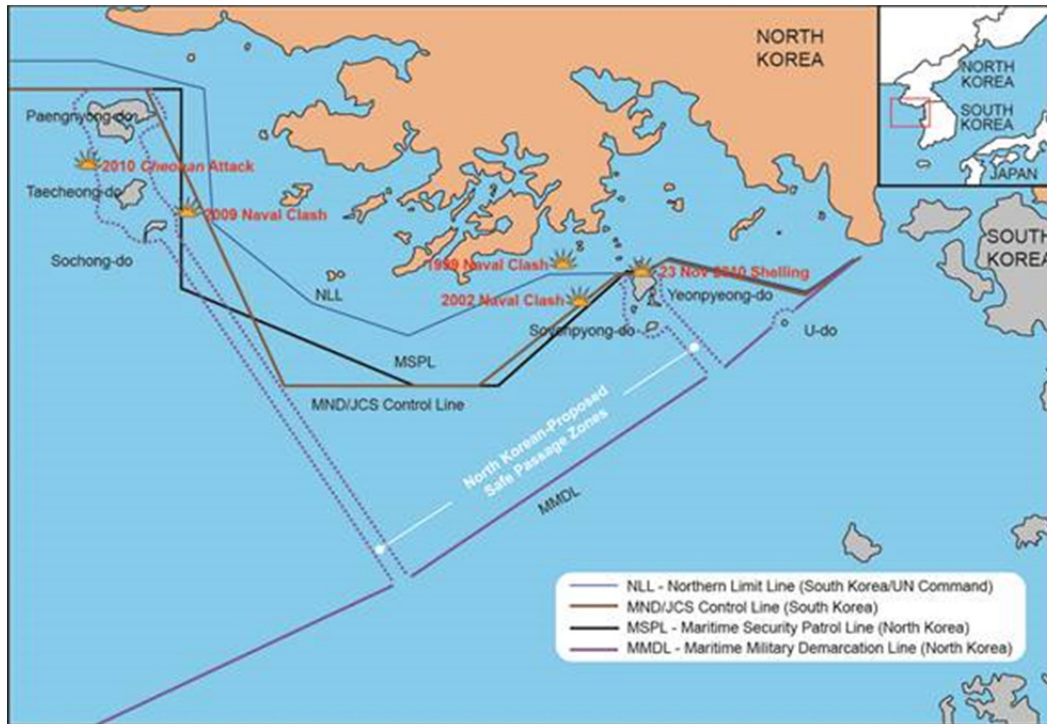 NORTH
KOREA
NORTH
KOREA
SOUTH
KOREA
JAPAN
Paengnyong-do
2010 Cheonan Attack
Taecheong-do
2009 Naval Clash
Sochong-do
SOUTH
KOREA
1999 Naval Clash
23 Nov 2010 Shelling
NLL
2002 Naval Clash
Yeonpyeong-do
Soyeonpyong-do
U-do
MSPL
MND/JCS Control Line
North Korean-Proposed
Safe Passage Zones
MMDL
NLL - Northern Limit Line (South Korea/UN Command)
MND/JCS Control Line (South Korea)
MSPL - Maritime Security Patrol Line (North Korea)
MMDL - Maritime Military Demarcation Line (North Korea)